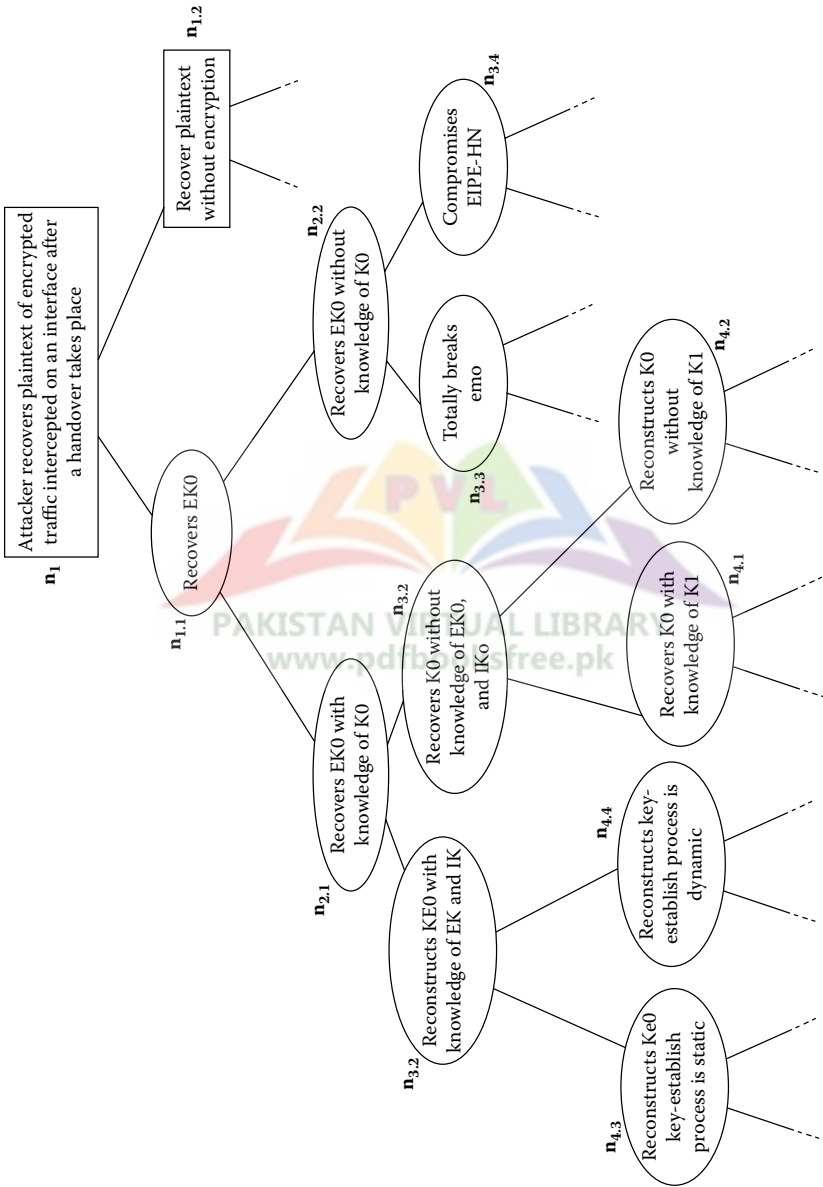 Attacker recovers plaintext of encrypted
traffic intercepted on an interface after
a handover takes place
n1
Recovers EK0
n1.1
Recover plaintext
without encryption
n1.2
Recovers EK0 with
knowledge of K0
n2.1
Recovers EK0 without
knowledge of K0
n2.2
Reconstructs KE0 with
knowledge of EK and IK
n3.2
Recovers K0 without
knowledge of EK0,
and IKo
n3.2
Totally breaks
emo
n3.3
Compromises
EIPE-HN
n3.4
Reconstructs Ke0
key-establish
process is static
n4.3
Reconstructs key-
establish process is
dynamic
n4.4
Recovers K0 with
knowledge of K1
n4.1
Reconstructs K0
without
knowledge of K1
n4.2
PVL
PAKISTAN VIRTUAL LIBRARY
www.pdfbooksfree.pk